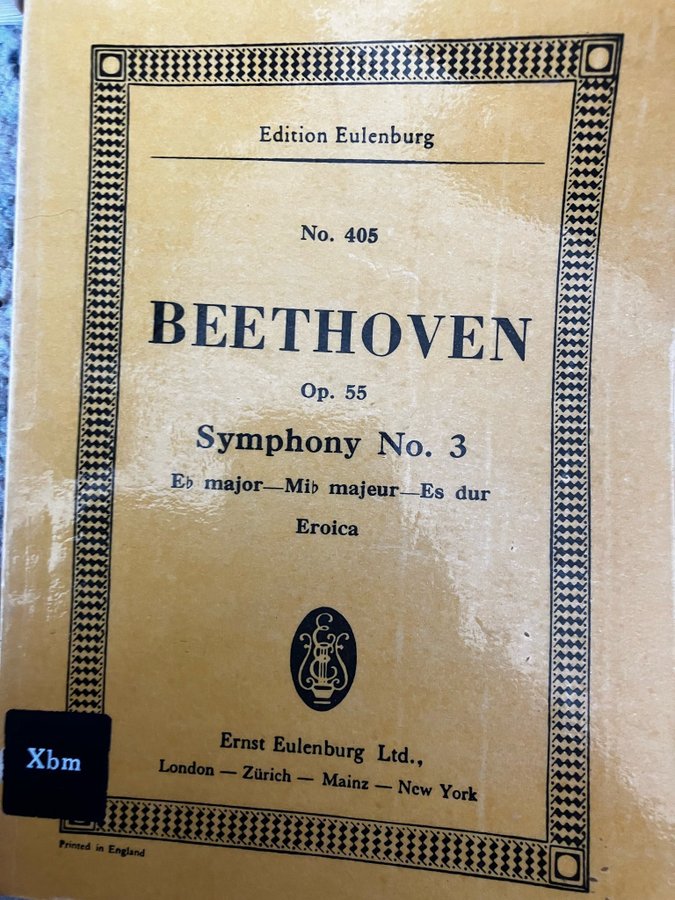 Edition Eulenburg
No. 405
BEETHOVEN
Op. 55
Symphony No. 3
E♭ major—Mi♭ majeur—Es dur
Eroica
Ernst Eulenburg Ltd.,
London — Zürich — Mainz — New York
Xbm
Printed in England